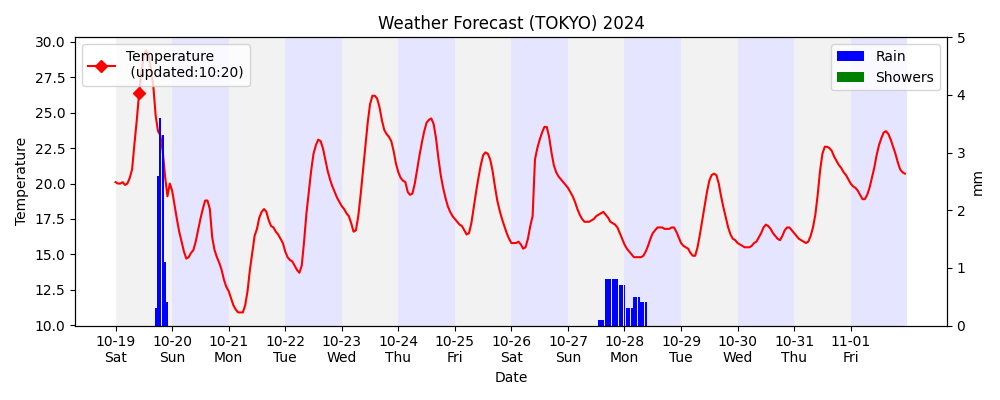 Weather Forecast (TOKYO) 2024
Temperature
(updated:10:20)
Rain
Showers
30.0
27.5
25.0
22.5
20.0
17.5
15.0
12.5
10.0
Temperature
5
4
3
2
1
0
mm
10-19 10-20 10-21 10-22 10-23 10-24 10-25 10-26 10-27 10-28 10-29 10-30 10-31 11-01
Sat Sun Mon Tue Wed Thu Fri Sat Sun Mon Tue Wed Thu Fri
Date